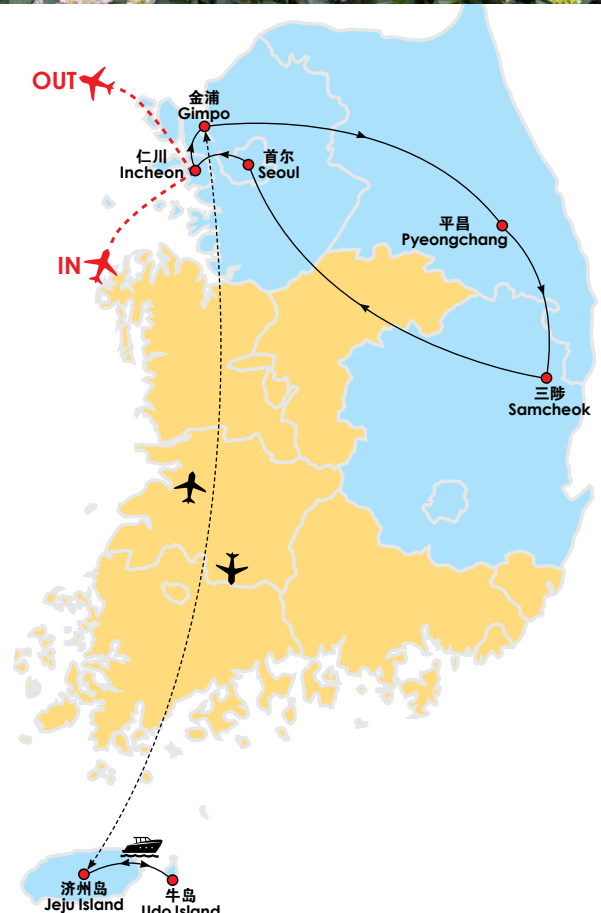 OUT
金浦
Gimpo
仁川
Incheon
首尔
Seoul
平昌
Pyeongchang
IN
三陟
Samcheok
济州岛
Jeju Island
牛岛
Udo Island